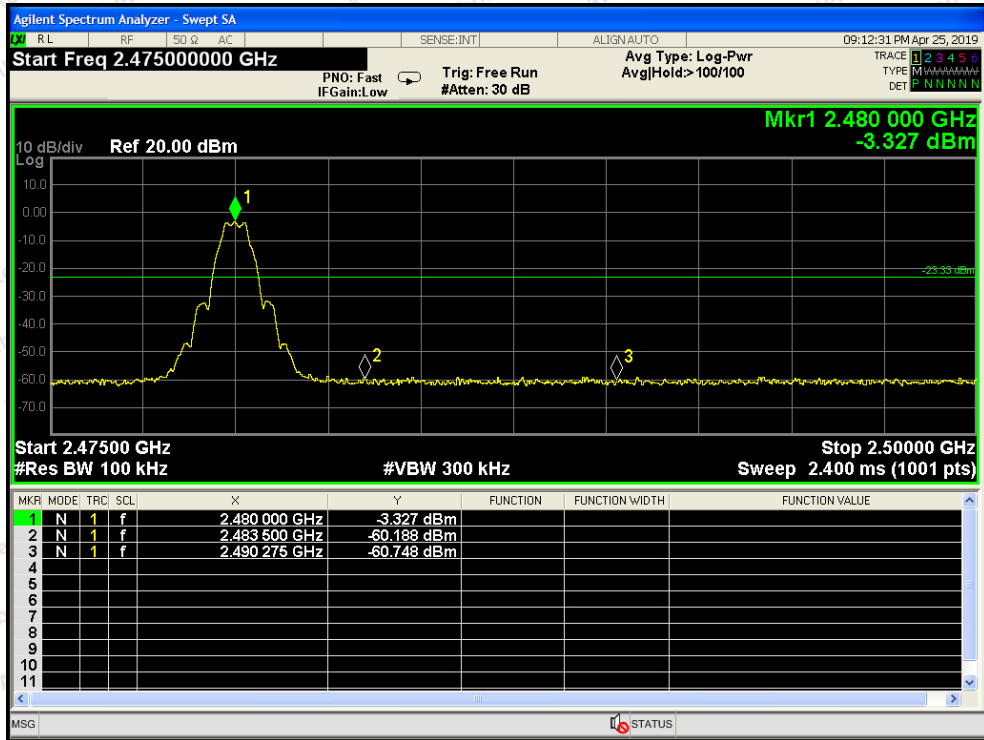 Agilent Spectrum Analyzer - Swept SA
LXI RL RF 50 Ω AC SENSE:INT ALIGN AUTO 09:12:31 PM Apr 25, 2019
Start Freq 2.475000000 GHz
PNO: Fast
IFGain:Low
Trig: Free Run
#Atten: 30 dB
Avg Type: Log-Pwr
Avg|Hold:>100/100
TRACE 1 2 3 4 5 6
TYPE M WWWWW
DET P N N N N N
Mkr1 2.480 000 GHz
-3.327 dBm
10 dB/div Ref 20.00 dBm
Log
10.0
0.00
-10.0
-20.0
-30.0
-40.0
-50.0
-60.0
-70.0
1
-23.33 dBm
2
3
Start 2.47500 GHz Stop 2.50000 GHz
#Res BW 100 kHz #VBW 300 kHz Sweep 2.400 ms (1001 pts)
MKR MODE TRC SCL X Y FUNCTION FUNCTION WIDTH FUNCTION VALUE
1 N 1 f 2.480 000 GHz -3.327 dBm
2 N 1 f 2.483 500 GHz -60.188 dBm
3 N 1 f 2.490 275 GHz -60.748 dBm
4
5
6
7
8
9
10
11
MSG STATUS